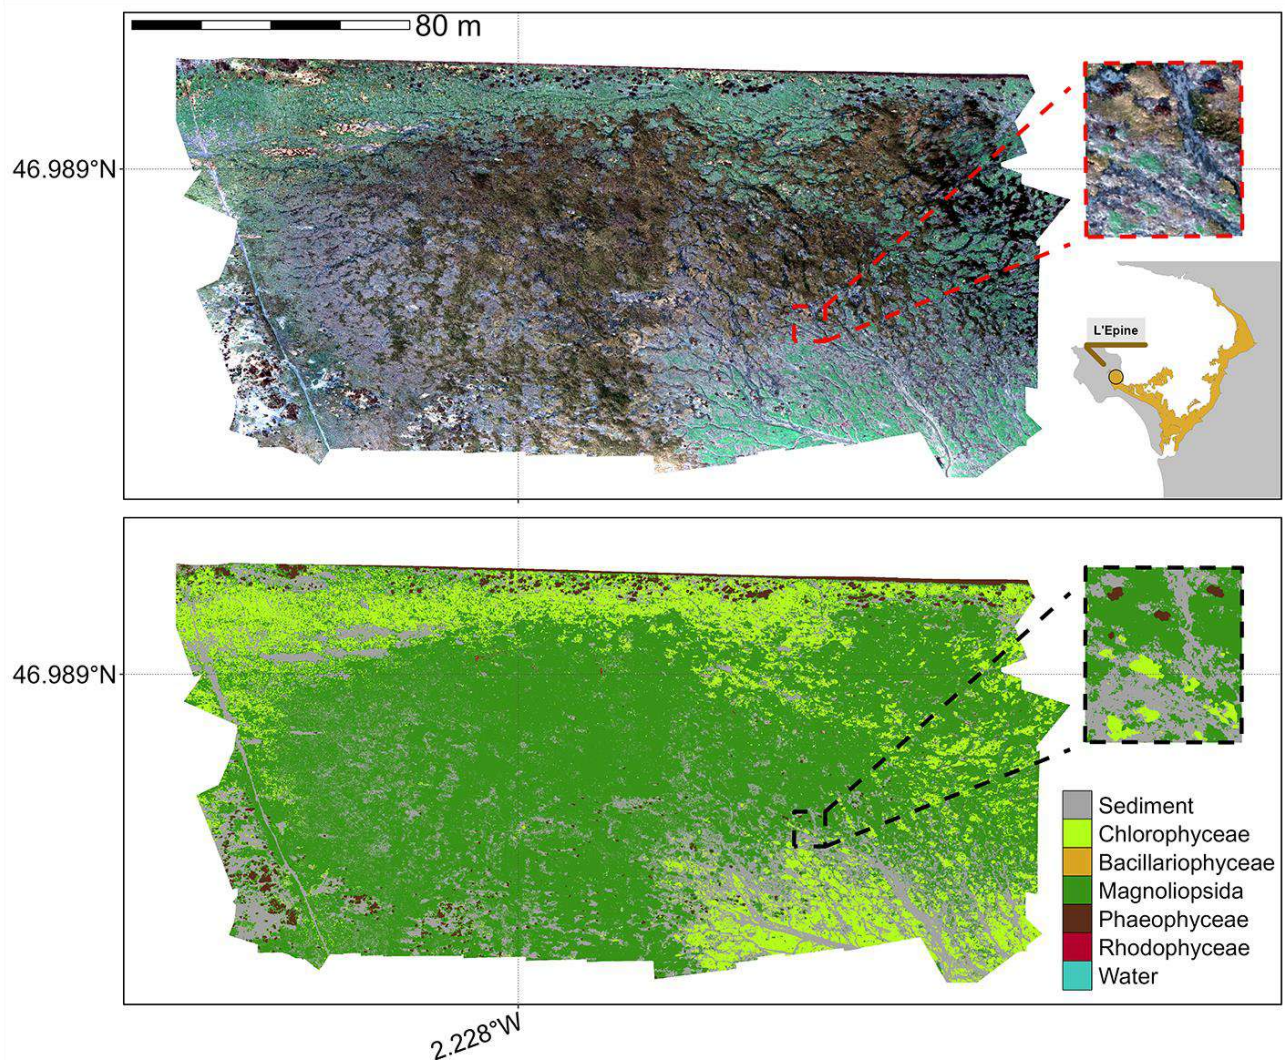 80 m
46.989°N
L'Epine
46.989°N
Sediment
Chlorophyceae
Bacillariophyceae
Magnoliopsida
Phaeophyceae
Rhodophyceae
Water
2.228°W